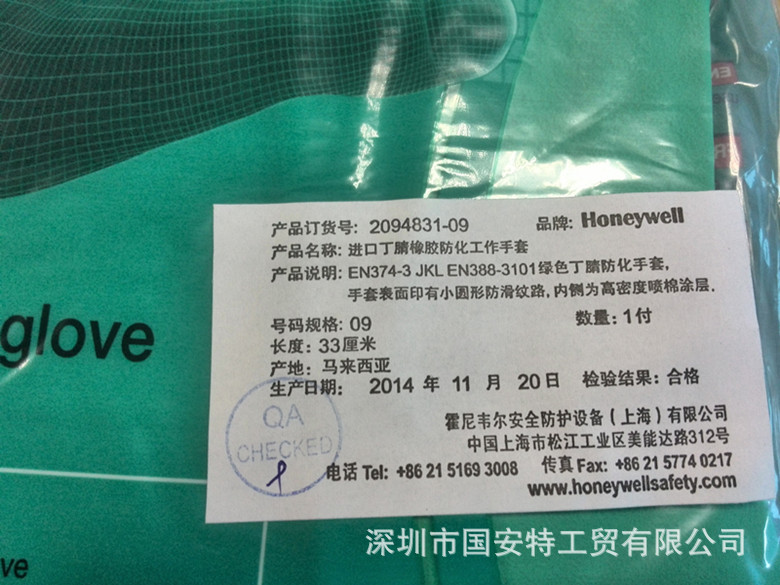 产品订货号: 2094831-09 品牌: Honeywell
产品名称: 进口丁腈橡胶防化工作手套
产品说明: EN374-3 JKL EN388-3101绿色丁腈防化手套,
手套表面印有小圆形防滑纹路, 内侧为高密度喷棉涂层.
号码规格: 09 数量: 1付
长度: 33厘米
产地: 马来西亚
生产日期: 2014 年 11 月 20日 检验结果: 合格
霍尼韦尔安全防护设备(上海)有限公司
中国上海市松江工业区美能达路312号
电话 Tel: +86 21 5169 3008 传真 Fax: +86 21 5774 0217
www.honeywellsafety.com
QA
CHECKED
glove
深圳市国安特工贸有限公司